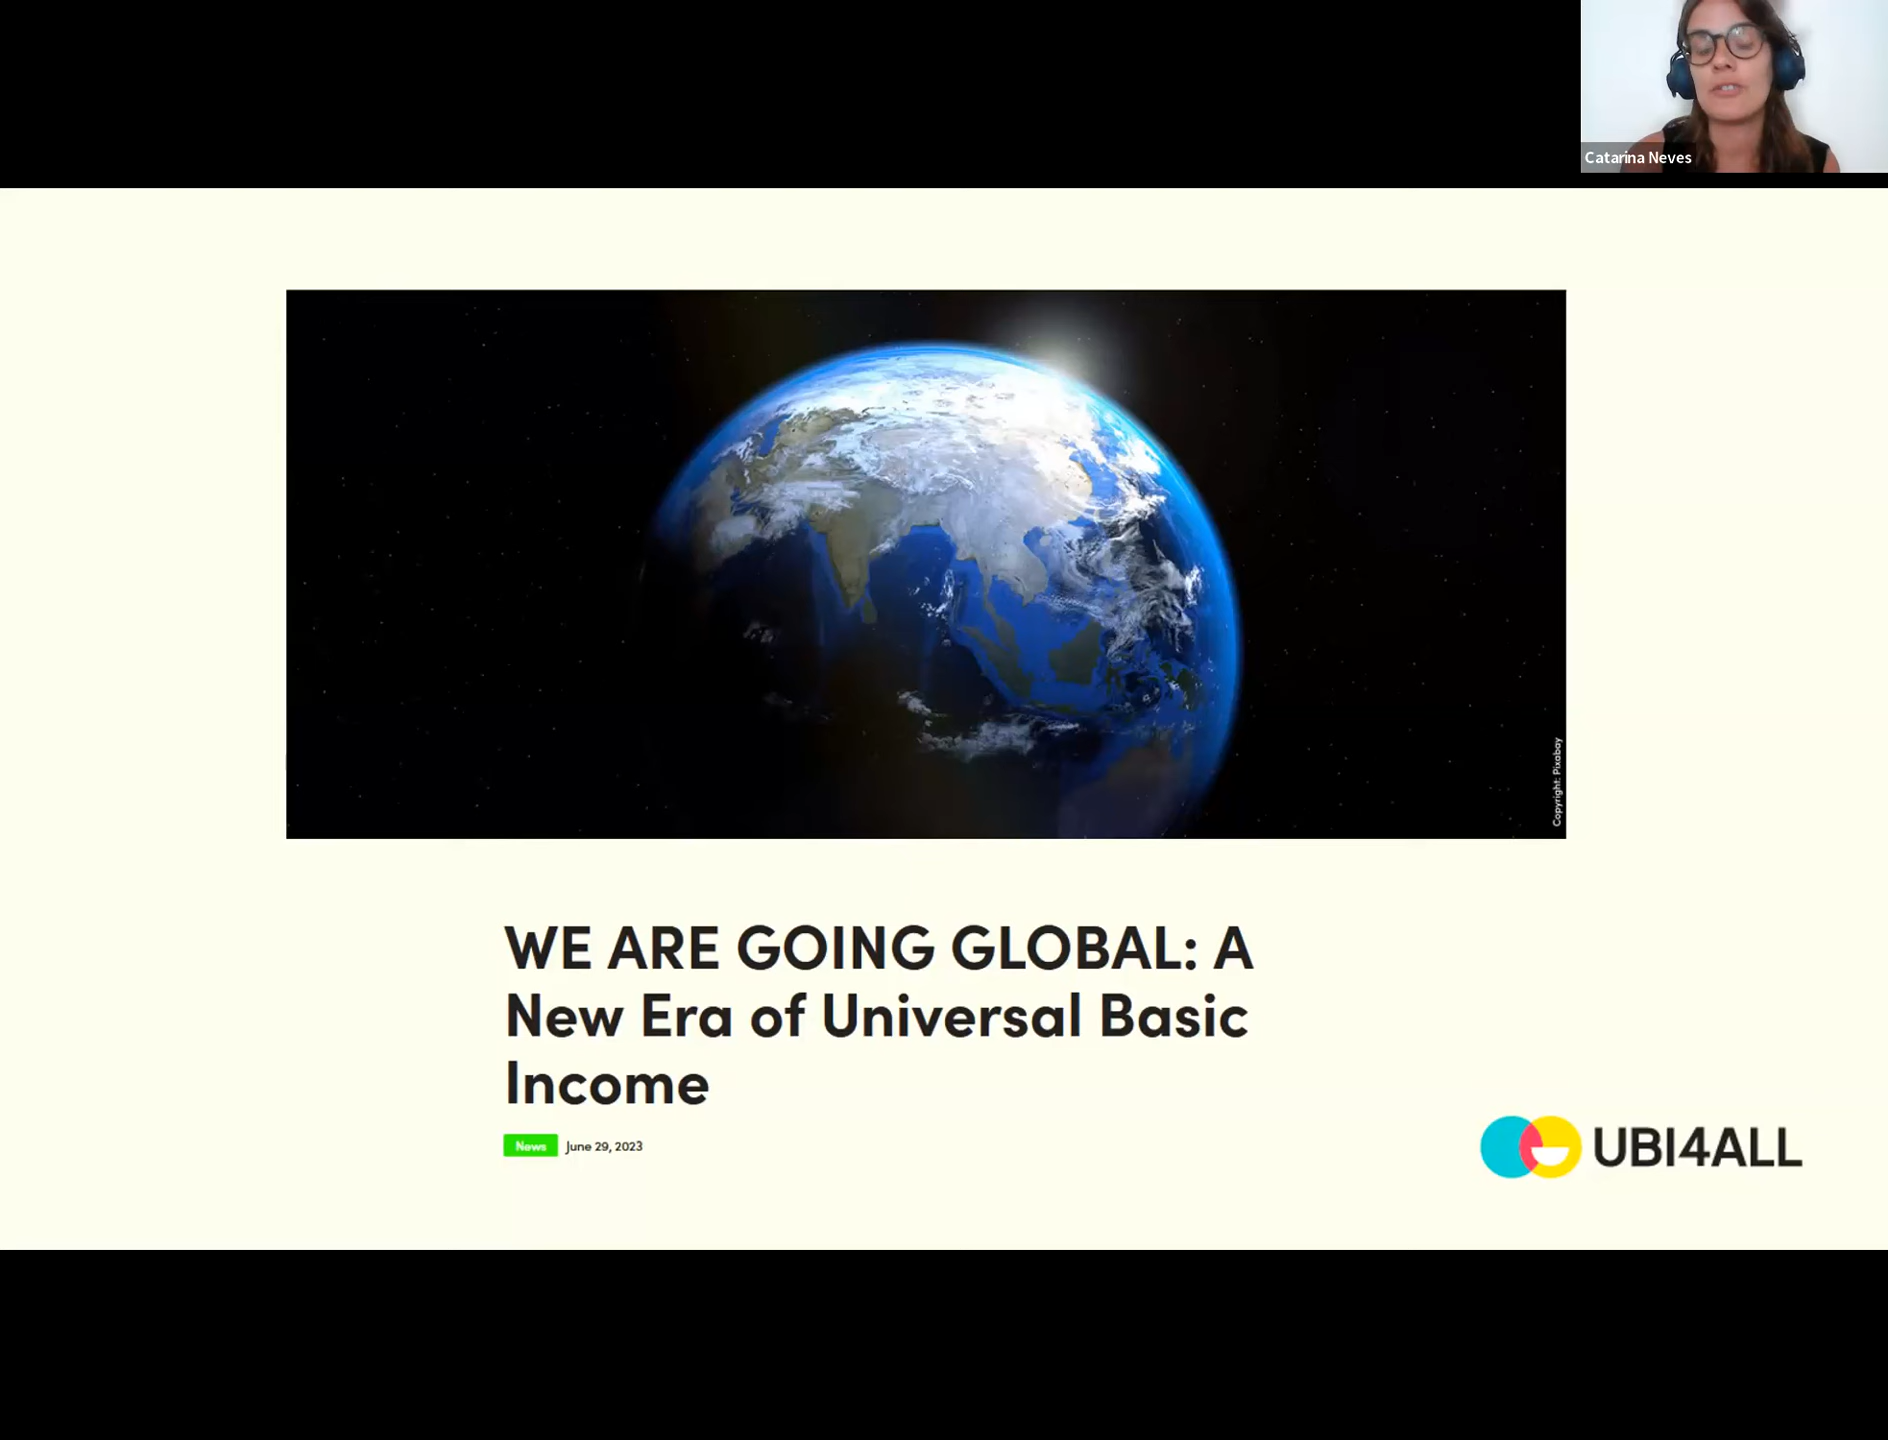 Catarina Neves
Copyright: Pixabay
WE ARE GOING GLOBAL: A
New Era of Universal Basic
Income
News June 29, 2023
UBI4ALL